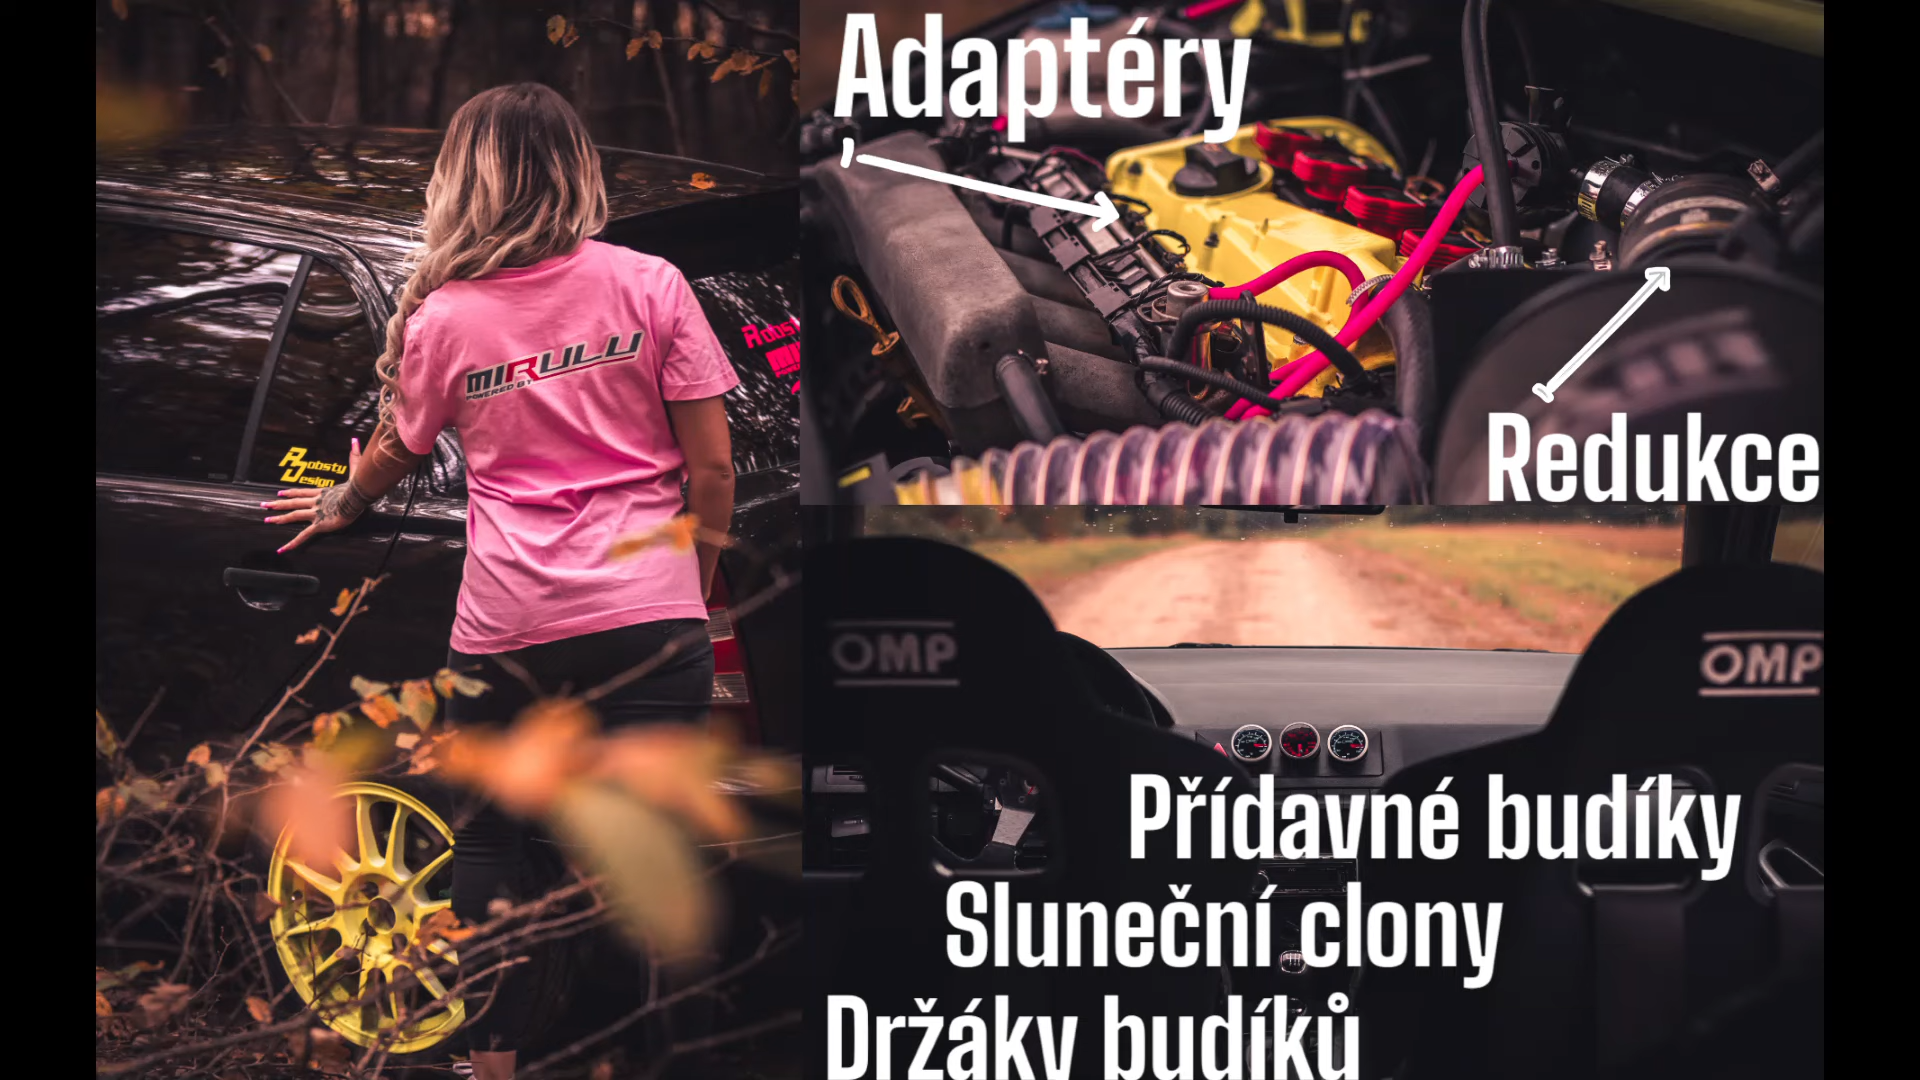 Adaptéry
MIRULU
POWERED BY
Robsty
Design
Redukce
OMP
OMP
Přídavné budíky
Sluneční clony
Držáky budíků